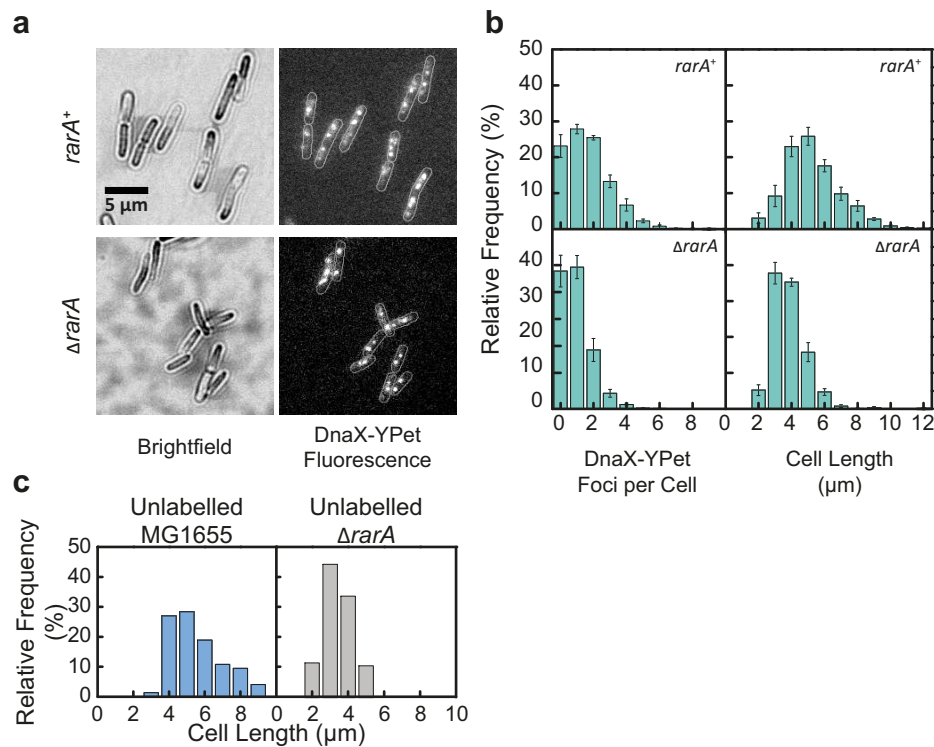 a
rarA⁺
5 µm
ΔrarA
Brightfield
DnaX-YPet
Fluorescence
b
Relative Frequency (%)
50
40
30
20
10
0
40
30
20
10
0
rarA⁺
rarA⁺
ΔrarA
ΔrarA
0 2 4 6 8
2 4 6 8 10 12
DnaX-YPet
Foci per Cell
Cell Length
(µm)
c
Unlabelled
MG1655
Unlabelled
ΔrarA
Relative Frequency
(%)
50
40
30
20
10
0
0 2 4 6 8 0 2 4 6 8 10
Cell Length (µm)